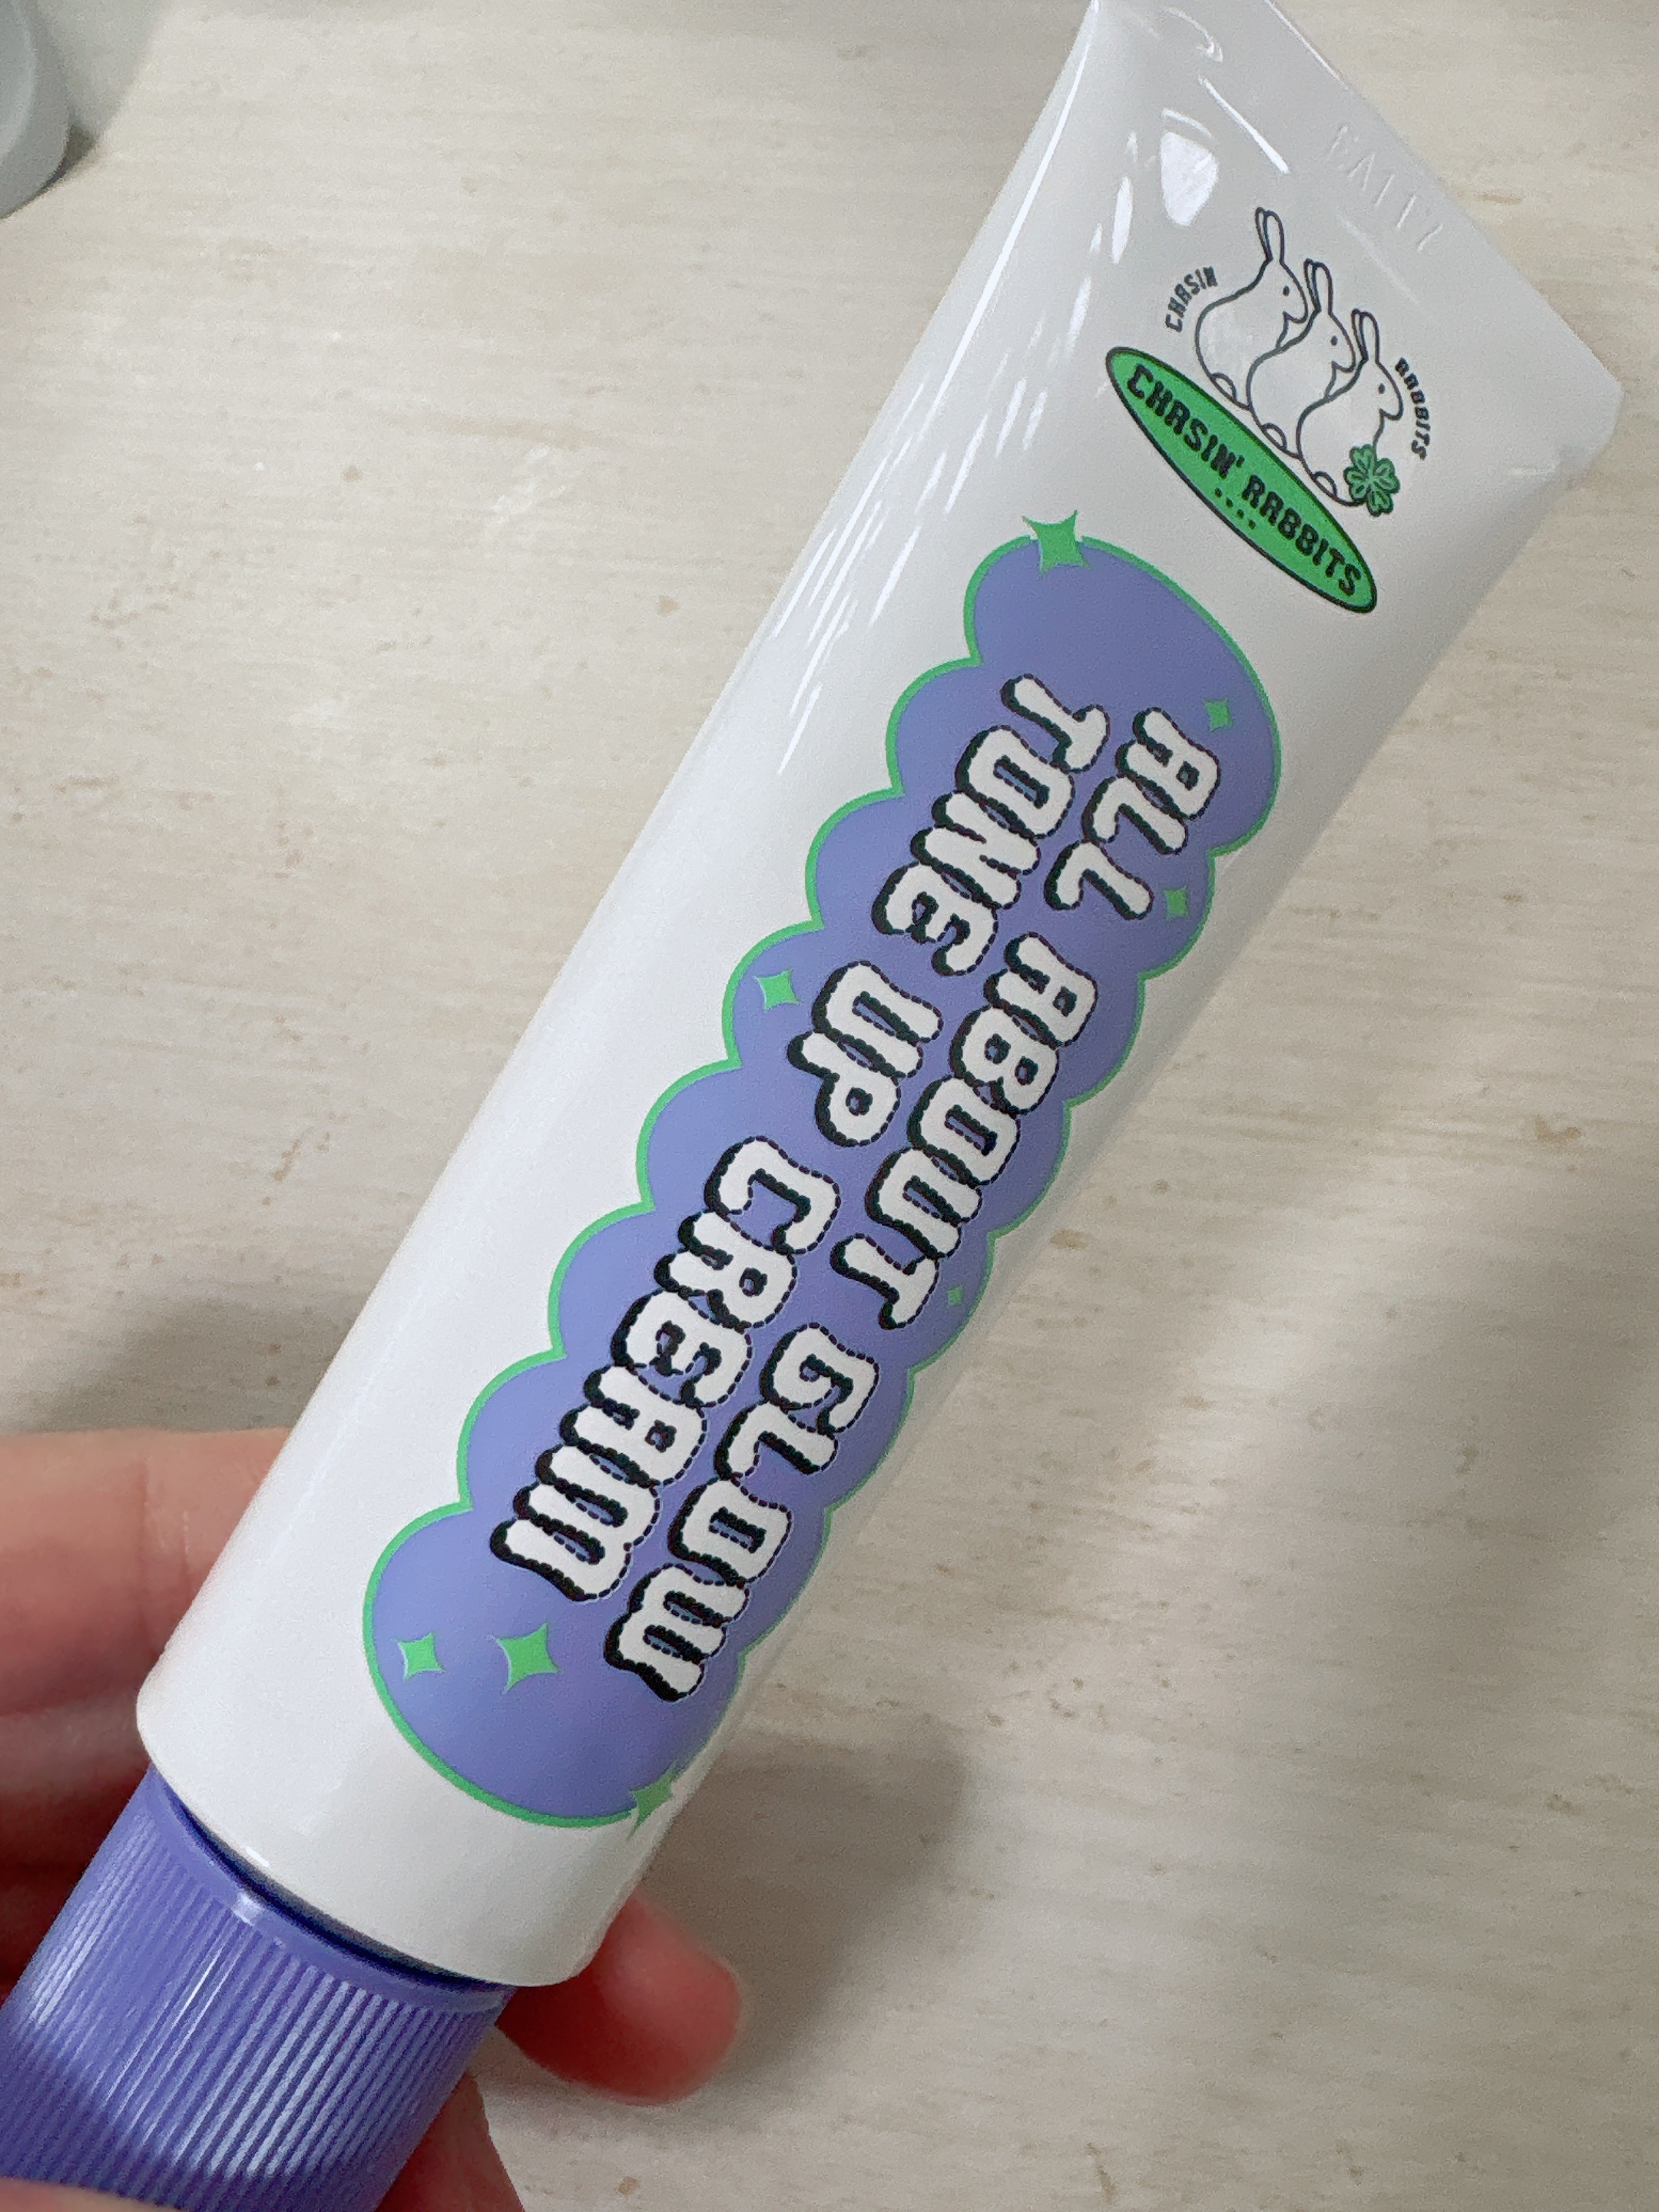 CHASIN
RABBITS
CHASIN' RABBITS
ALL ABOUT GLOW
TONE UP CREAM